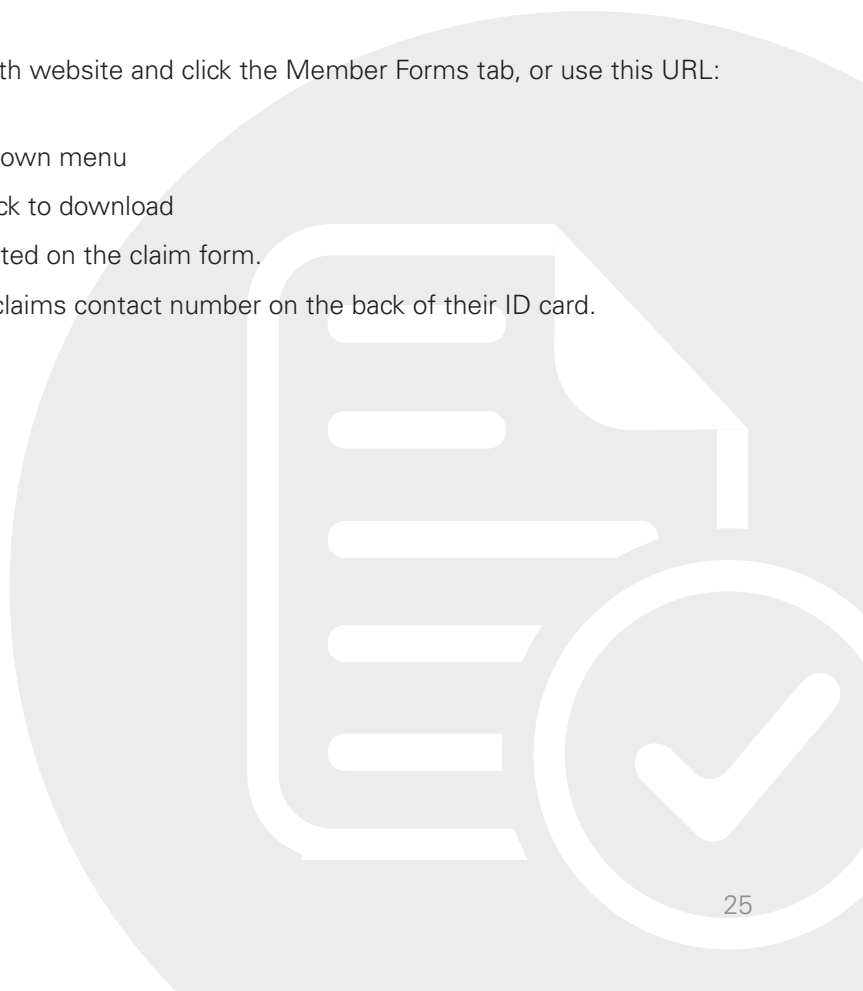 th website and click the Member Forms tab, or use this URL:
own menu
ck to download
ted on the claim form.
claims contact number on the back of their ID card.
25